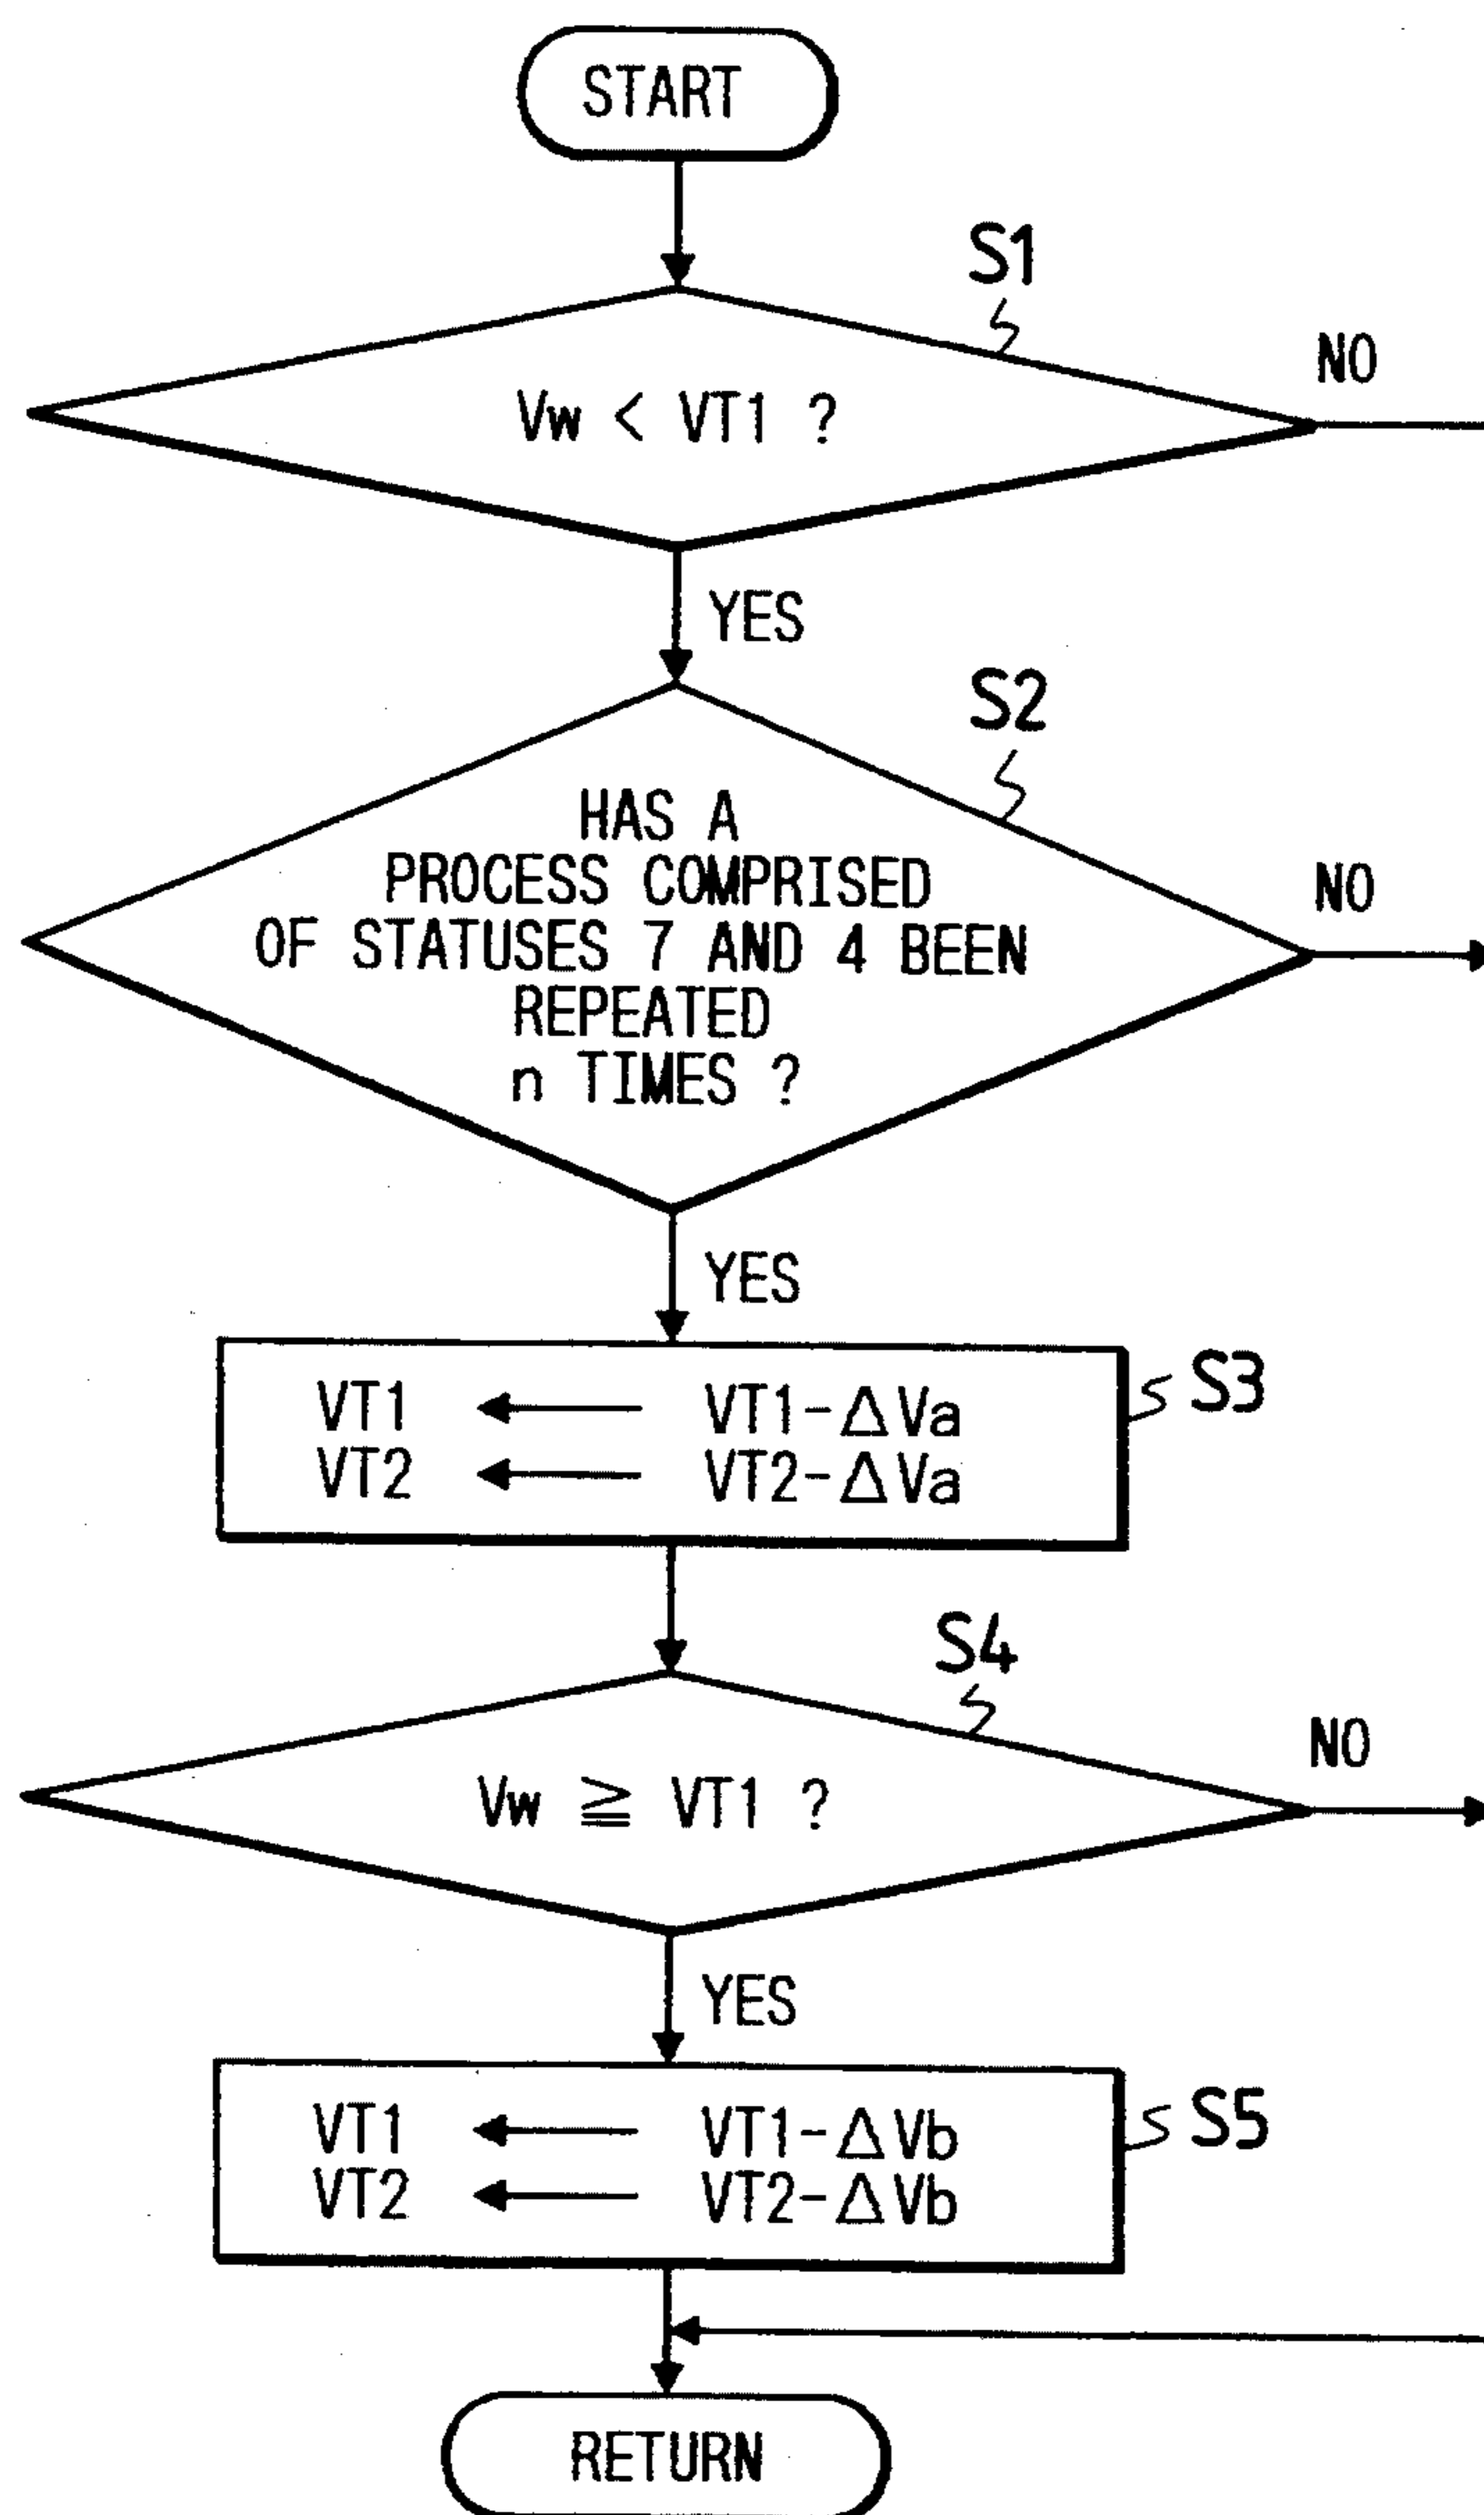 START
S1
NO
Vw < VT1 ?
YES
S2
HAS A
PROCESS COMPRISED
OF STATUSES 7 AND 4 BEEN
REPEATED
n TIMES ?
NO
YES
S3
VT1 ← VT1-ΔVa
VT2 ← VT2-ΔVa
S4
NO
Vw ≧ VT1 ?
YES
S5
VT1 ← VT1-ΔVb
VT2 ← VT2-ΔVb
RETURN